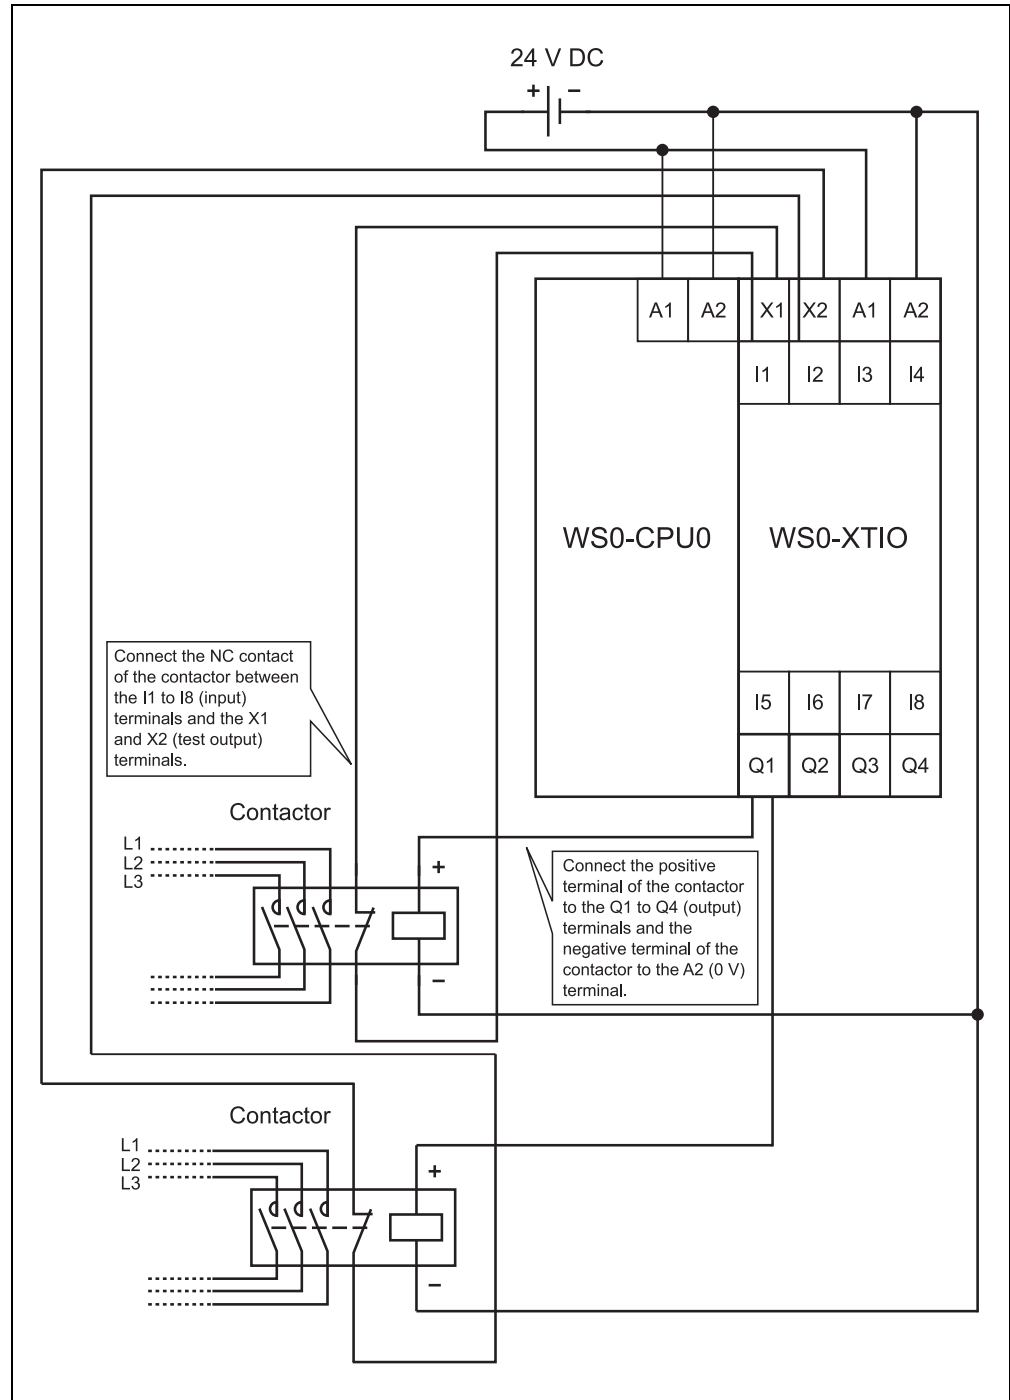 24 V DC
+ −
A1 A2 X1 X2 A1 A2
I1 I2 I3 I4
WS0-CPU0 WS0-XTIO
Connect the NC contact
of the contactor between
the I1 to I8 (input)
terminals and the X1
and X2 (test output)
terminals.
I5 I6 I7 I8
Q1 Q2 Q3 Q4
Contactor
L1
L2
L3
+
−
Connect the positive
terminal of the contactor
to the Q1 to Q4 (output)
terminals and the
negative terminal of the
contactor to the A2 (0 V)
terminal.
Contactor
L1
L2
L3
+
−